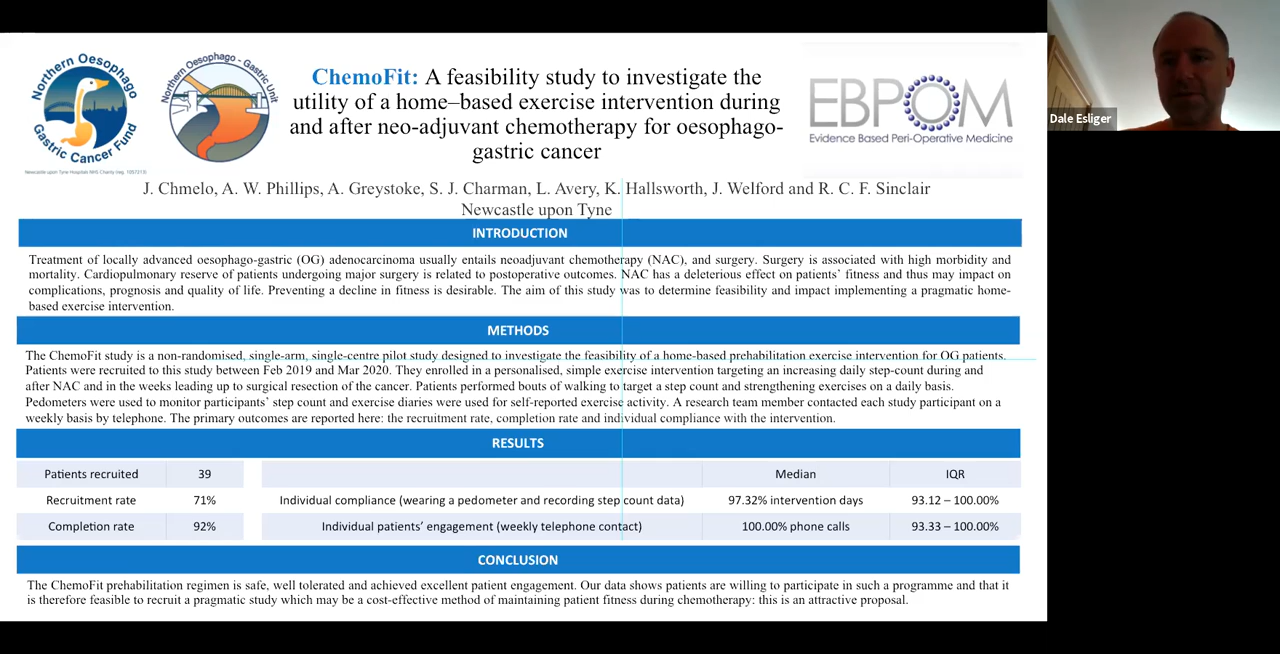 Northern Oesophago
Gastric Cancer Fund
Newcastle upon Tyne Hospitals NHS Charity (reg. 1057213)
Northern Oesophago - Gastric Unit
ChemoFit: A feasibility study to investigate the
utility of a home–based exercise intervention during
and after neo-adjuvant chemotherapy for oesophago-
gastric cancer
EBPOM
Evidence Based Peri-Operative Medicine
Dale Esliger
J. Chmelo, A. W. Phillips, A. Greystoke, S. J. Charman, L. Avery, K. Hallsworth, J. Welford and R. C. F. Sinclair
Newcastle upon Tyne
INTRODUCTION
Treatment of locally advanced oesophago-gastric (OG) adenocarcinoma usually entails neoadjuvant chemotherapy (NAC), and surgery. Surgery is associated with high morbidity and
mortality. Cardiopulmonary reserve of patients undergoing major surgery is related to postoperative outcomes. NAC has a deleterious effect on patients' fitness and thus may impact on
complications, prognosis and quality of life. Preventing a decline in fitness is desirable. The aim of this study was to determine feasibility and impact implementing a pragmatic home-
based exercise intervention.
METHODS
The ChemoFit study is a non-randomised, single-arm, single-centre pilot study designed to investigate the feasibility of a home-based prehabilitation exercise intervention for OG patients.
Patients were recruited to this study between Feb 2019 and Mar 2020. They enrolled in a personalised, simple exercise intervention targeting an increasing daily step-count during and
after NAC and in the weeks leading up to surgical resection of the cancer. Patients performed bouts of walking to target a step count and strengthening exercises on a daily basis.
Pedometers were used to monitor participants' step count and exercise diaries were used for self-reported exercise activity. A research team member contacted each study participant on a
weekly basis by telephone. The primary outcomes are reported here: the recruitment rate, completion rate and individual compliance with the intervention.
RESULTS
Patients recruited 39
Recruitment rate 71%
Completion rate 92%
Median IQR
Individual compliance (wearing a pedometer and recording step count data) 97.32% intervention days 93.12 – 100.00%
Individual patients' engagement (weekly telephone contact) 100.00% phone calls 93.33 – 100.00%
CONCLUSION
The ChemoFit prehabilitation regimen is safe, well tolerated and achieved excellent patient engagement. Our data shows patients are willing to participate in such a programme and that it
is therefore feasible to recruit a pragmatic study which may be a cost-effective method of maintaining patient fitness during chemotherapy: this is an attractive proposal.